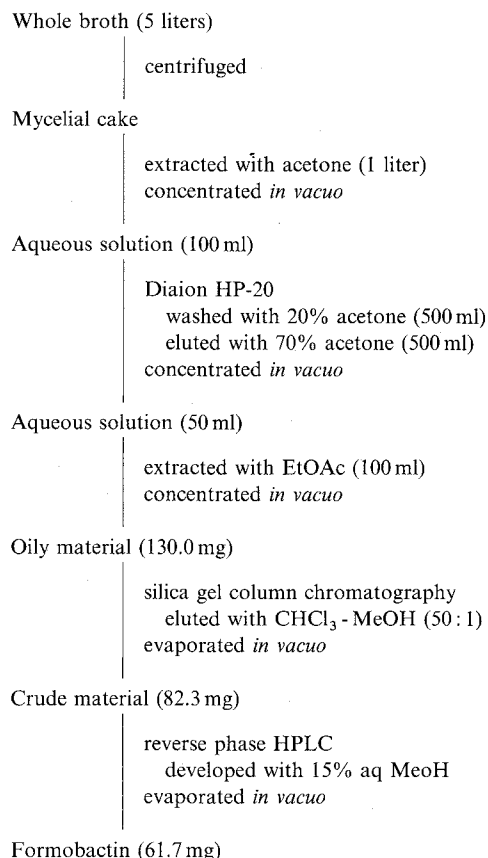 Whole broth (5 liters)
centrifuged
Mycelial cake
extracted with acetone (1 liter)
concentrated in vacuo
Aqueous solution (100 ml)
Diaion HP-20
washed with 20% acetone (500 ml)
eluted with 70% acetone (500 ml)
concentrated in vacuo
Aqueous solution (50 ml)
extracted with EtOAc (100 ml)
concentrated in vacuo
Oily material (130.0 mg)
silica gel column chromatography
eluted with CHCl₃ - MeOH (50 : 1)
evaporated in vacuo
Crude material (82.3 mg)
reverse phase HPLC
developed with 15% aq MeOH
evaporated in vacuo
Formobactin (61.7 mg)